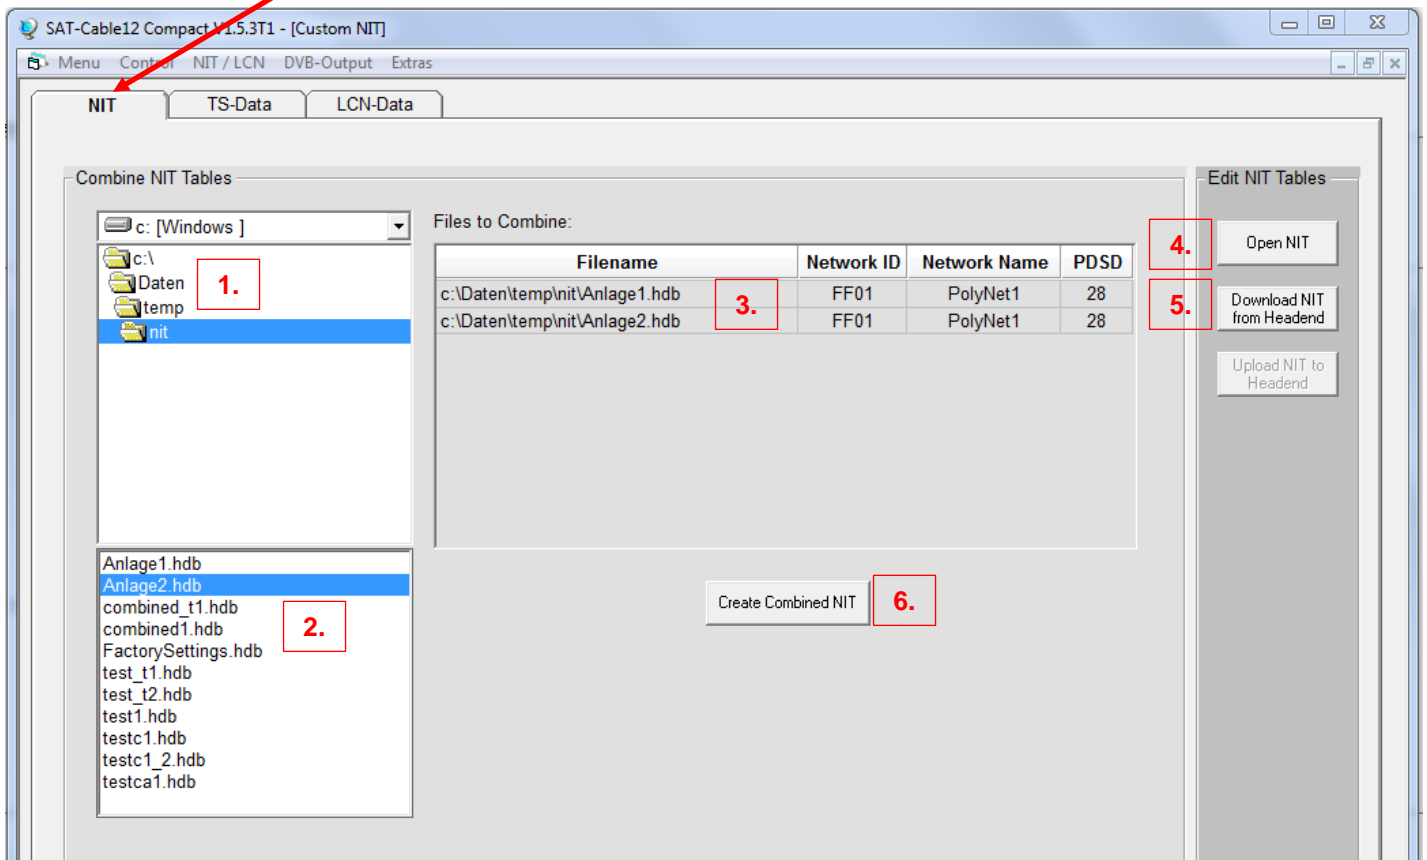 SAT-Cable12 Compact V1.5.3T1 - [Custom NIT]
Menu Control NIT / LCN DVB-Output Extras
NIT TS-Data LCN-Data
Combine NIT Tables
Edit NIT Tables
c: [Windows ]
Files to Combine:
4.
Open NIT
c:\
Daten
temp
nit
1.
Filename Network ID Network Name PDSD
c:\Daten\temp\nit\Anlage1.hdb FF01 PolyNet1 28
c:\Daten\temp\nit\Anlage2.hdb FF01 PolyNet1 28
3.
5.
Download NIT
from Headend
Upload NIT to
Headend
Anlage1.hdb
Anlage2.hdb
combined_t1.hdb
combined1.hdb
FactorySettings.hdb
test_t1.hdb
test_t2.hdb
test1.hdb
testc1.hdb
testc1_2.hdb
testca1.hdb
2.
Create Combined NIT
6.